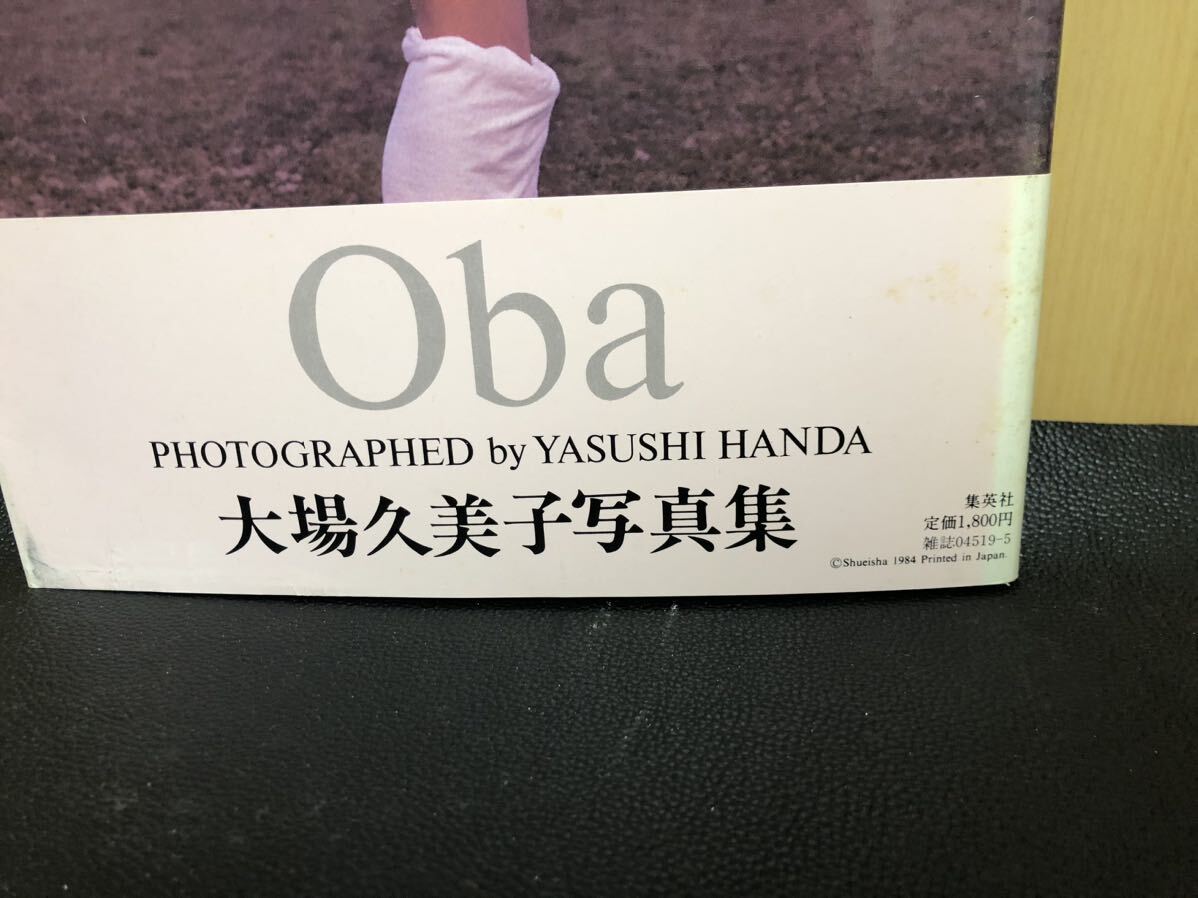 Oba
PHOTOGRAPHED by YASUSHI HANDA
大場久美子写真集
集英社
定価1,800円
雑誌04519-5
©Shueisha 1984 Printed in Japan.